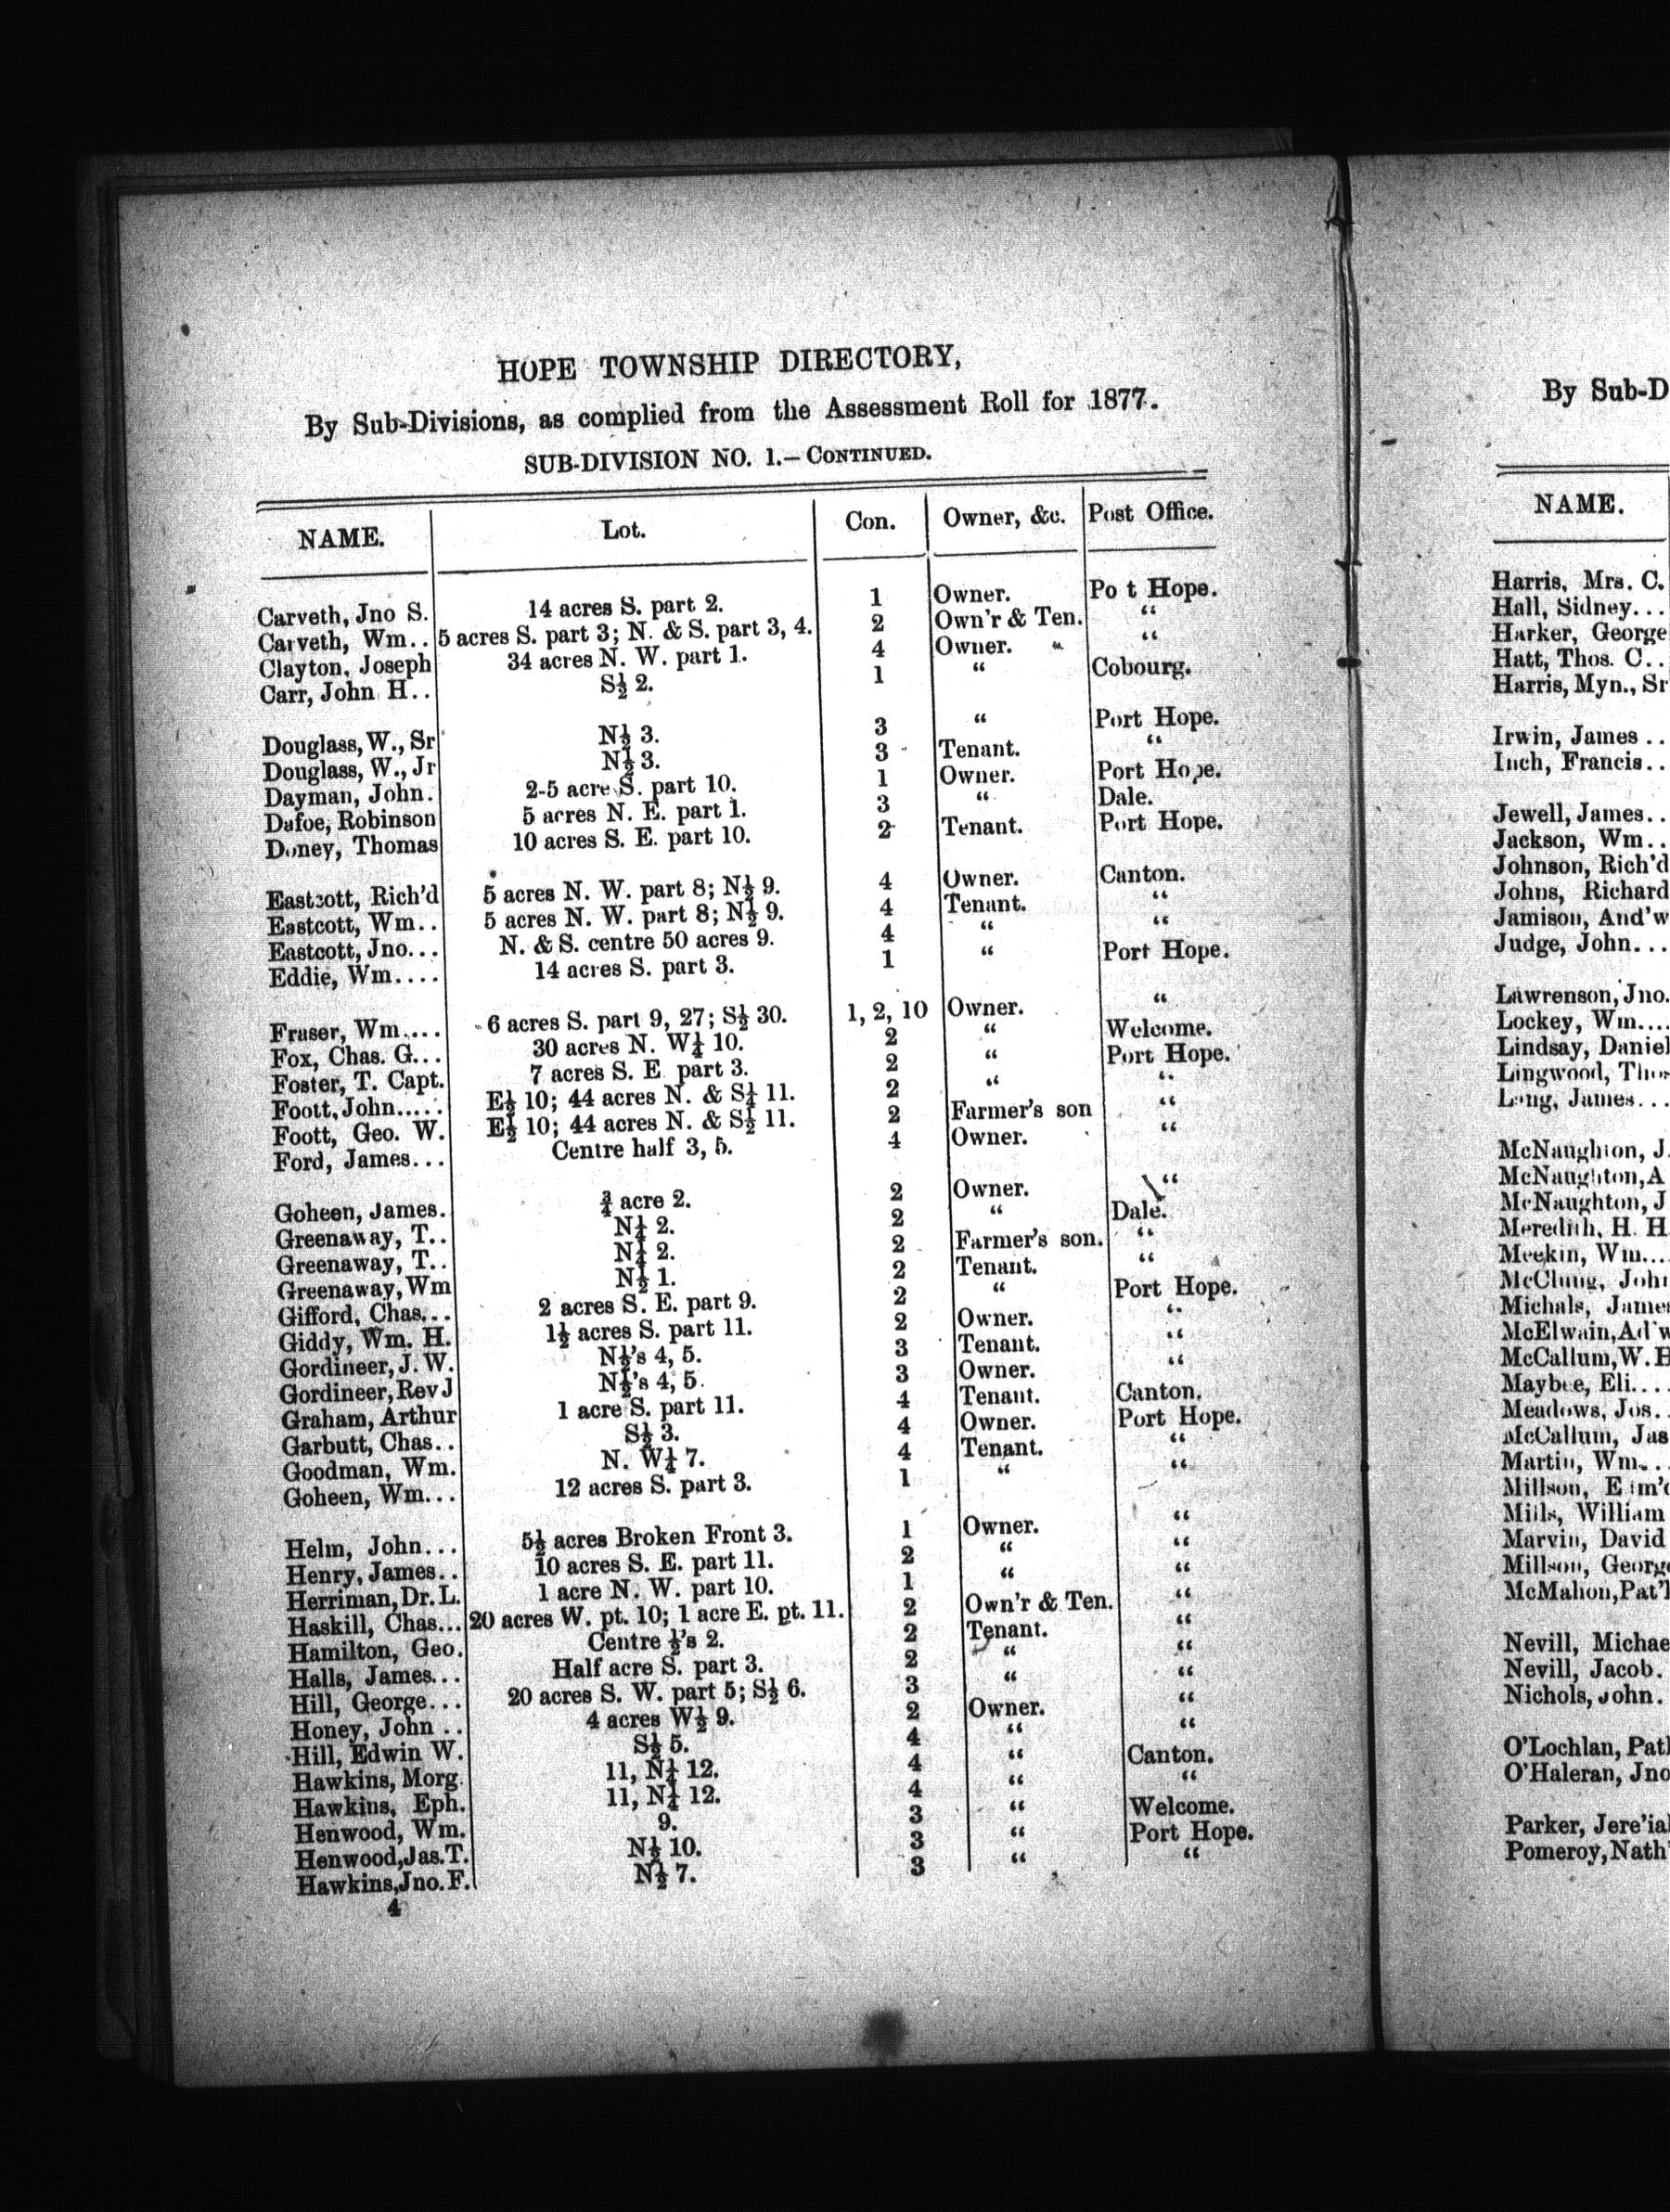 HOPE TOWNSHIP DIRECTORY,
By Sub-Divisions, as complied from the Assessment Roll for 1877.
SUB-DIVISION NO. 1.—CONTINUED.
NAME. Lot. Con. Owner, &c. Post Office.
Carveth, Jno S. 14 acres S. part 2. 1 Owner. Po t Hope.
Carveth, Wm.. 5 acres S. part 3; N. & S. part 3, 4. 2 Own'r & Ten. “
Clayton, Joseph 34 acres N. W. part 1. 4 Owner. “
Carr, John H.. S½ 2. 1 “ Cobourg.
Douglass, W., Sr N½ 3. 3 “ Port Hope.
Douglass, W., Jr N½ 3. 3 Tenant. “
Dayman, John. 2-5 acre S. part 10. 1 Owner. Port Hope.
Dafoe, Robinson 5 acres N. E. part 1. 3 “ Dale.
Doney, Thomas 10 acres S. E. part 10. 2 Tenant. Port Hope.
Eastcott, Rich'd 5 acres N. W. part 8; N½ 9. 4 Owner. Canton.
Eastcott, Wm.. 5 acres N. W. part 8; N½ 9. 4 Tenant. “
Eastcott, Jno... N. & S. centre 50 acres 9. 4 “ “
Eddie, Wm.... 14 acres S. part 3. 1 “ Port Hope.
Fraser, Wm.... 6 acres S. part 9, 27; S½ 30. 1, 2, 10 Owner. “
Fox, Chas. G... 30 acres N. W¼ 10. 2 “ Welcome.
Foster, T. Capt. 7 acres S. E part 3. 2 “ Port Hope.
Foott, John..... E½ 10; 44 acres N. & S¼ 11. 2 “ “
Foott, Geo. W. E½ 10; 44 acres N. & S½ 11. 2 Farmer's son “
Ford, James... Centre half 3, 5. 4 Owner. “
Goheen, James. ¾ acre 2. 2 Owner. “
Greenaway, T.. N¼ 2. 2 “ Dale.
Greenaway, T.. N¼ 2. 2 Farmer's son. “
Greenaway, Wm N½ 1. 2 Tenant. “
Gifford, Chas... 2 acres S. E. part 9. 2 “ Port Hope.
Giddy, Wm. H. 1½ acres S. part 11. 2 Owner. “
Gordineer, J. W. N½'s 4, 5. 3 Tenant. “
Gordineer, Rev J N½'s 4, 5. 3 Owner. “
Graham, Arthur 1 acre S. part 11. 4 Tenant. Canton.
Garbutt, Chas.. S½ 3. 4 Owner. Port Hope.
Goodman, Wm. N. W¼ 7. 4 Tenant. “
Goheen, Wm... 12 acres S. part 3. 1 “ “
Helm, John... 5½ acres Broken Front 3. 1 Owner. “
Henry, James.. 10 acres S. E. part 11. 2 “ “
Herriman, Dr. L. 1 acre N. W. part 10. 1 “ “
Haskill, Chas... 20 acres W. pt. 10; 1 acre E. pt. 11. 2 Own'r & Ten. “
Hamilton, Geo. Centre ½'s 2. 2 Tenant. “
Halls, James... Half acre S. part 3. 2 “ “
Hill, George... 20 acres S. W. part 5; S½ 6. 3 “ “
Honey, John .. 4 acres W½ 9. 2 Owner. “
Hill, Edwin W. S½ 5. 4 “ “
Hawkins, Morg. 11, N¼ 12. 4 “ Canton.
Hawkins, Eph. 11, N¼ 12. 4 “ “
Henwood, Wm. 9. 3 “ Welcome.
Henwood, Jas. T. N½ 10. 3 “ Port Hope.
Hawkins, Jno. F. N½ 7. 3 “ “
4
By Sub-D
NAME.
Harris, Mrs. C.
Hall, Sidney...
Harker, George
Hatt, Thos. C..
Harris, Myn., Sr
Irwin, James ..
Inch, Francis..
Jewell, James..
Jackson, Wm..
Johnson, Rich'd
Johns, Richard
Jamison, And'w
Judge, John...
Lawrenson, Jno.
Lockey, Wm....
Lindsay, Daniel
Lingwood, Thos
Long, James...
McNaughton, J.
McNaughton, A
McNaughton, J
Meredith, H. H
Meekin, Wm...
McClung, John
Michals, James
McElwain, Ad'w
McCallum, W. H
Maybee, Eli....
Meadows, Jos..
McCallum, Jas
Martin, Wm...
Millson, E m'd
Mills, William
Marvin, David
Millson, George
McMahon, Pat'k
Nevill, Michae
Nevill, Jacob.
Nichols, John.
O'Lochlan, Pat
O'Haleran, Jno
Parker, Jere'ia
Pomeroy, Nath'